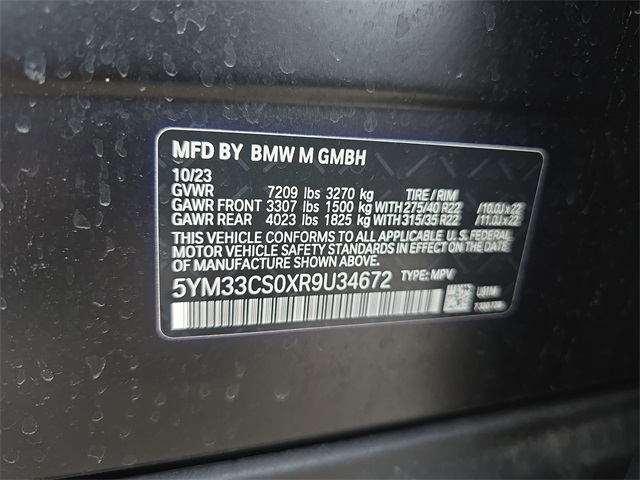 MFD BY BMW M GMBH
10/23
GVWR 7209 lbs 3270 kg TIRE / RIM
GAWR FRONT 3307 lbs 1500 kg WITH 275/40 R22 /10.0J x 22
GAWR REAR 4023 lbs 1825 kg WITH 315/35 R22 /11.0J x 22
THIS VEHICLE CONFORMS TO ALL APPLICABLE U.S. FEDERAL
MOTOR VEHICLE SAFETY STANDARDS IN EFFECT ON THE
DATE OF MANUFACTURE SHOWN ABOVE.
5YM33CS0XR9U34672 TYPE: MPV